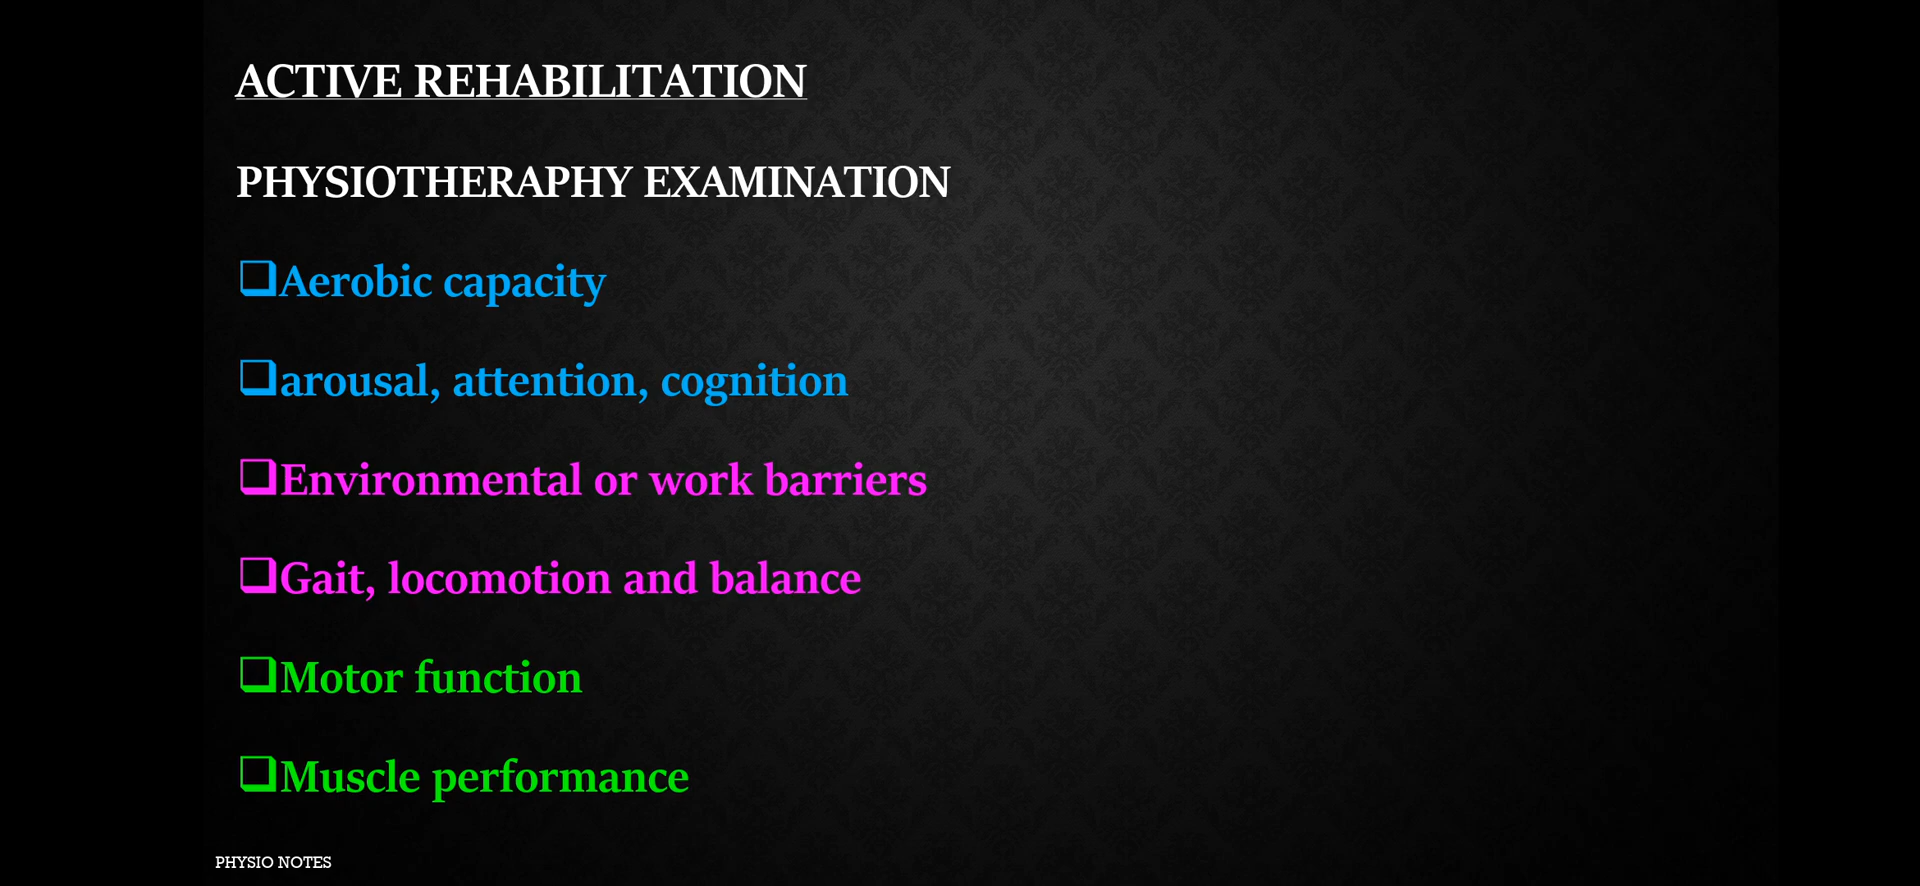 ACTIVE REHABILITATION
PHYSIOTHERAPHY EXAMINATION
❑Aerobic capacity
❑arousal, attention, cognition
❑Environmental or work barriers
❑Gait, locomotion and balance
❑Motor function
❑Muscle performance
PHYSIO NOTES